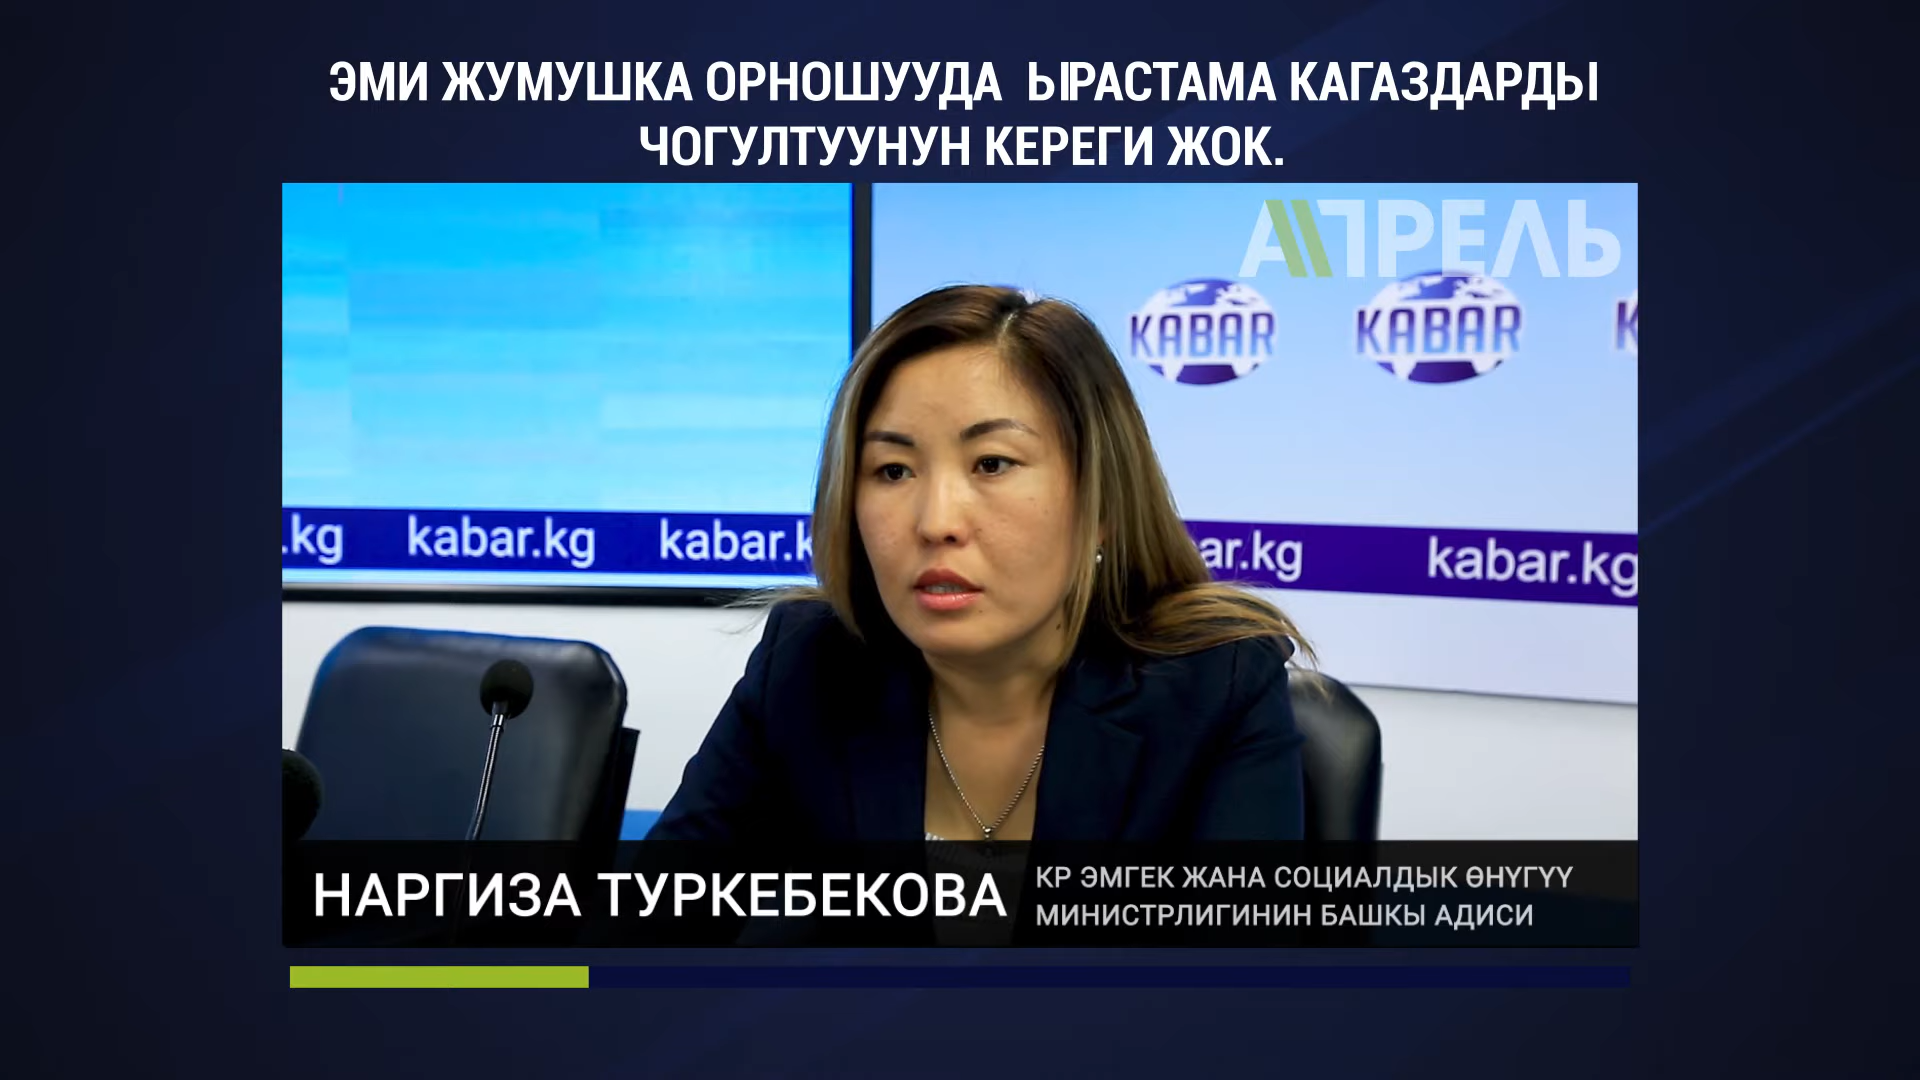 ЭМИ ЖУМУШКА ОРНОШУУДА ЫРАСТАМА КАГАЗДАРДЫ
ЧОГУЛТУУНУН КЕРЕГИ ЖОК.
АПРЕЛЬ
KABAR KABAR K
.kg kabar.kg kabar.k ar.kg kabar.kg
НАРГИЗА ТУРКЕБЕКОВА
КР ЭМГЕК ЖАНА СОЦИАЛДЫК ӨНҮГҮҮ
МИНИСТРЛИГИНИН БАШКЫ АДИСИ